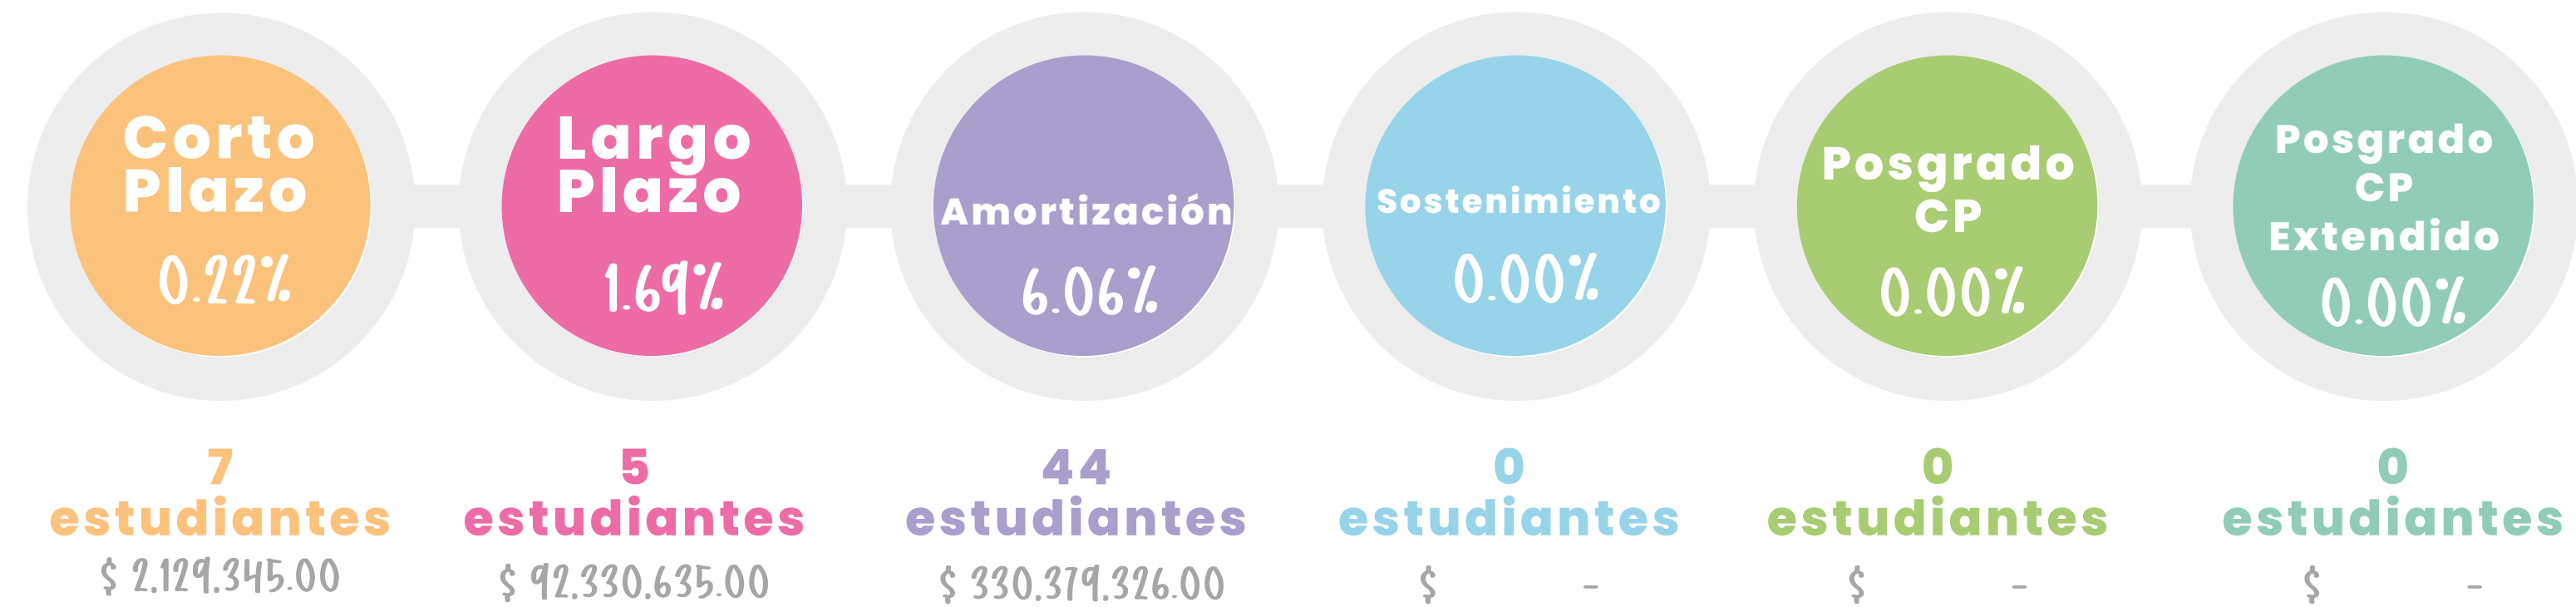 Corto
Plazo
0.22%
7
estudiantes
$ 2.129.345.00
Largo
Plazo
1.69%
5
estudiantes
$ 92.330.635.00
Amortización
6.06%
44
estudiantes
$ 330.379.326.00
Sostenimiento
0.00%
0
estudiantes
$ -
Posgrado
CP
0.00%
0
estudiantes
$ -
Posgrado
CP
Extendido
0.00%
0
estudiantes
$ -